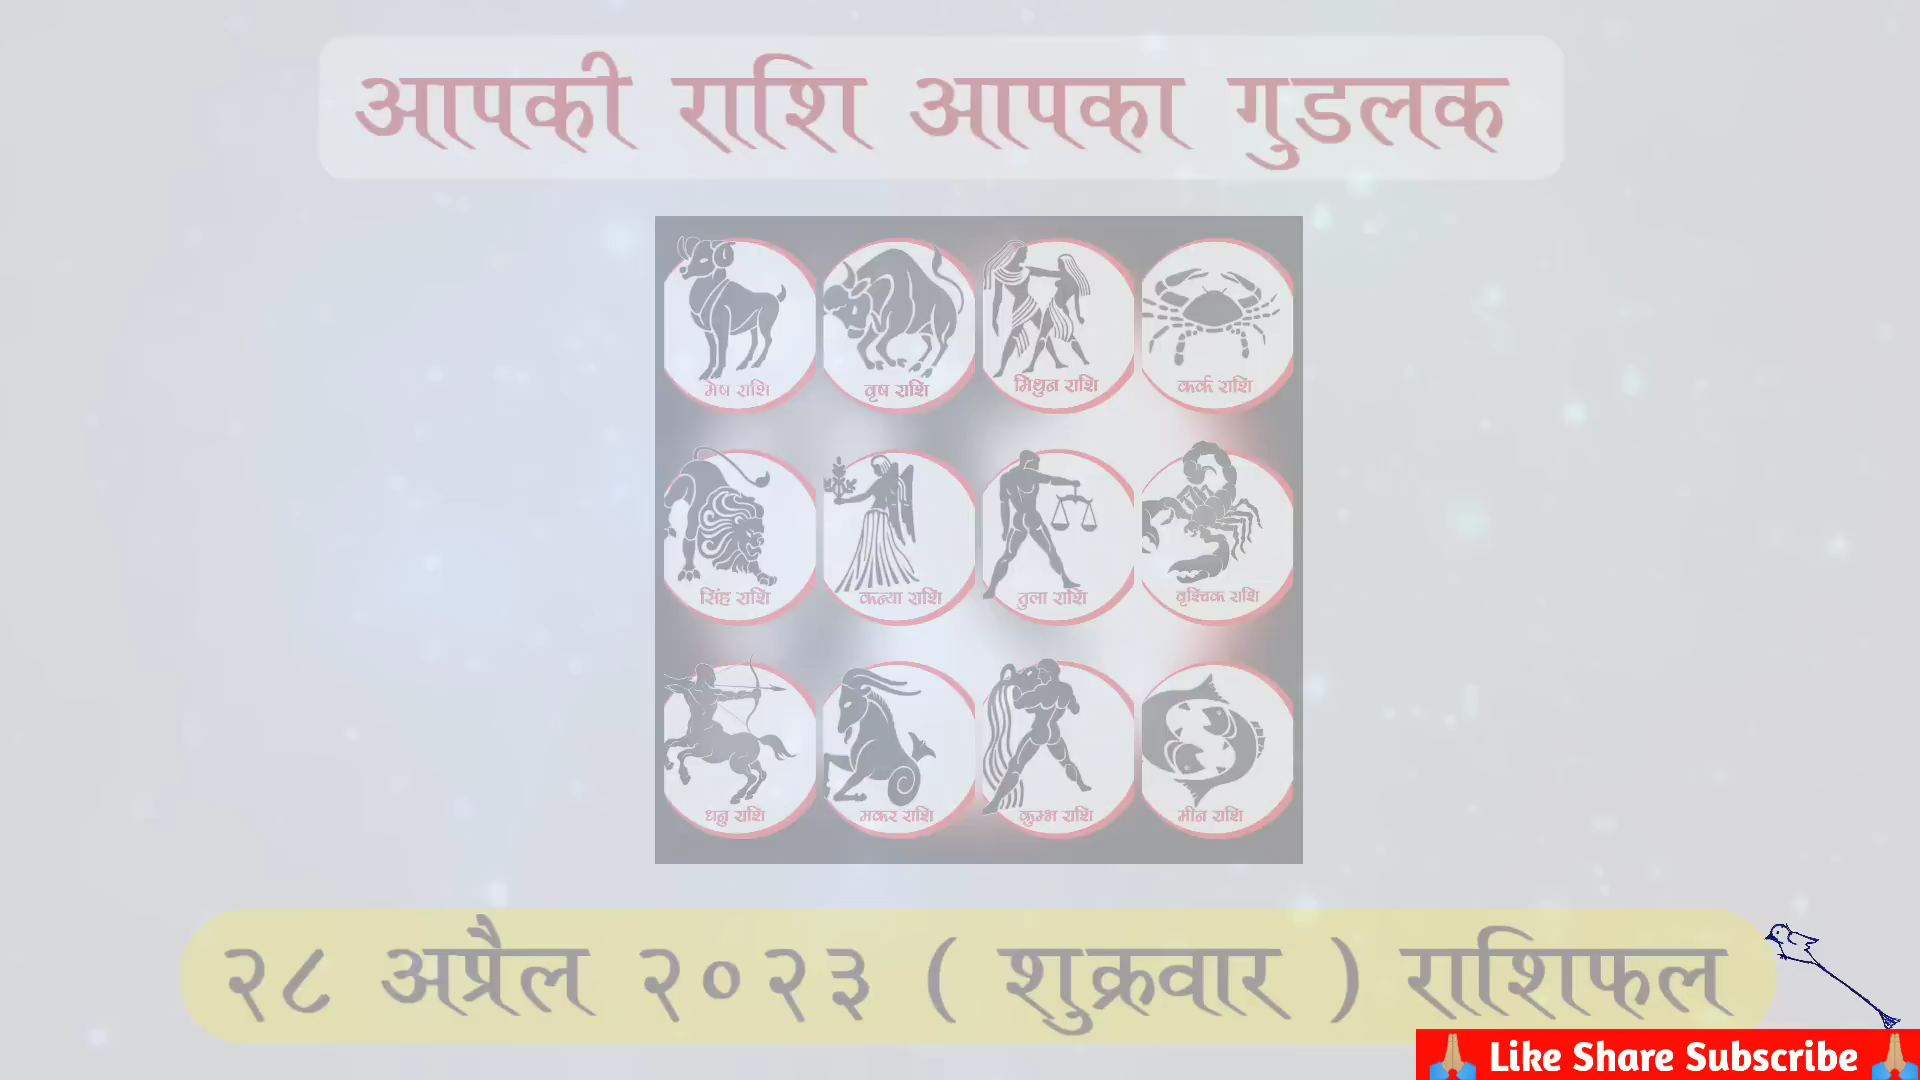 आपकी राशि आपका गुडलक
मेष राशि
वृष राशि
मिथुन राशि
कर्क राशि
सिंह राशि
कन्या राशि
तुला राशि
वृश्चिक राशि
धनु राशि
मकर राशि
कुम्भ राशि
मीन राशि
२८ अप्रैल २०२३ ( शुक्रवार ) राशिफल
Like Share Subscribe